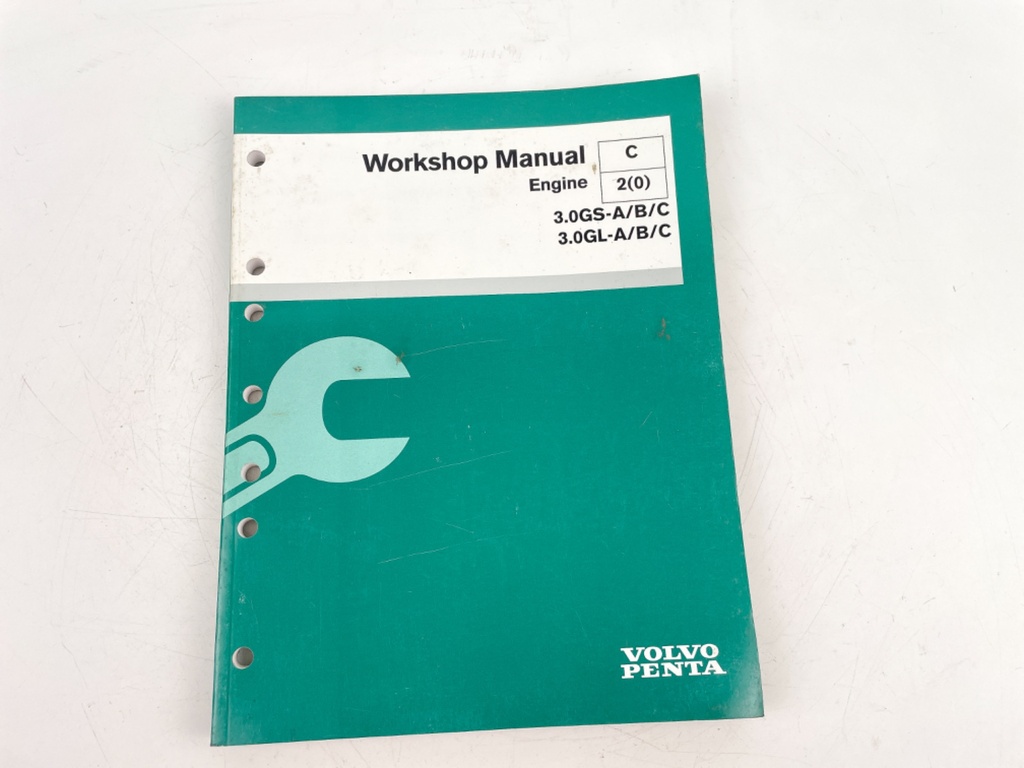 Workshop Manual
Engine
C
2(0)
3.0GS-A/B/C
3.0GL-A/B/C
VOLVO
PENTA